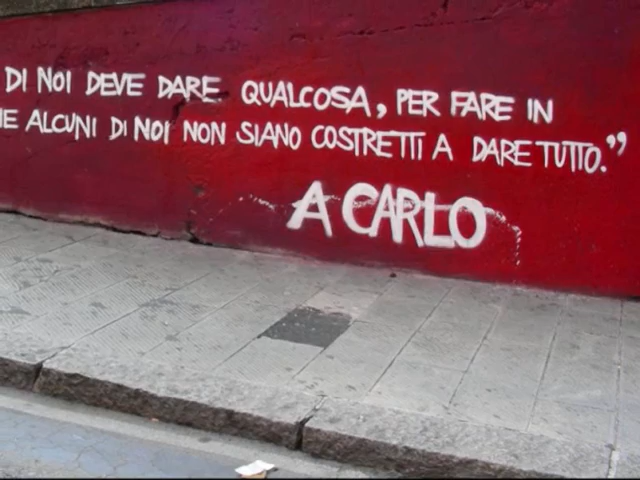 DI NOI DEVE DARE QUALCOSA, PER FARE IN
ALCUNI DI NOI NON SIANO COSTRETTI A DARE TUTTO.”
A CARLO